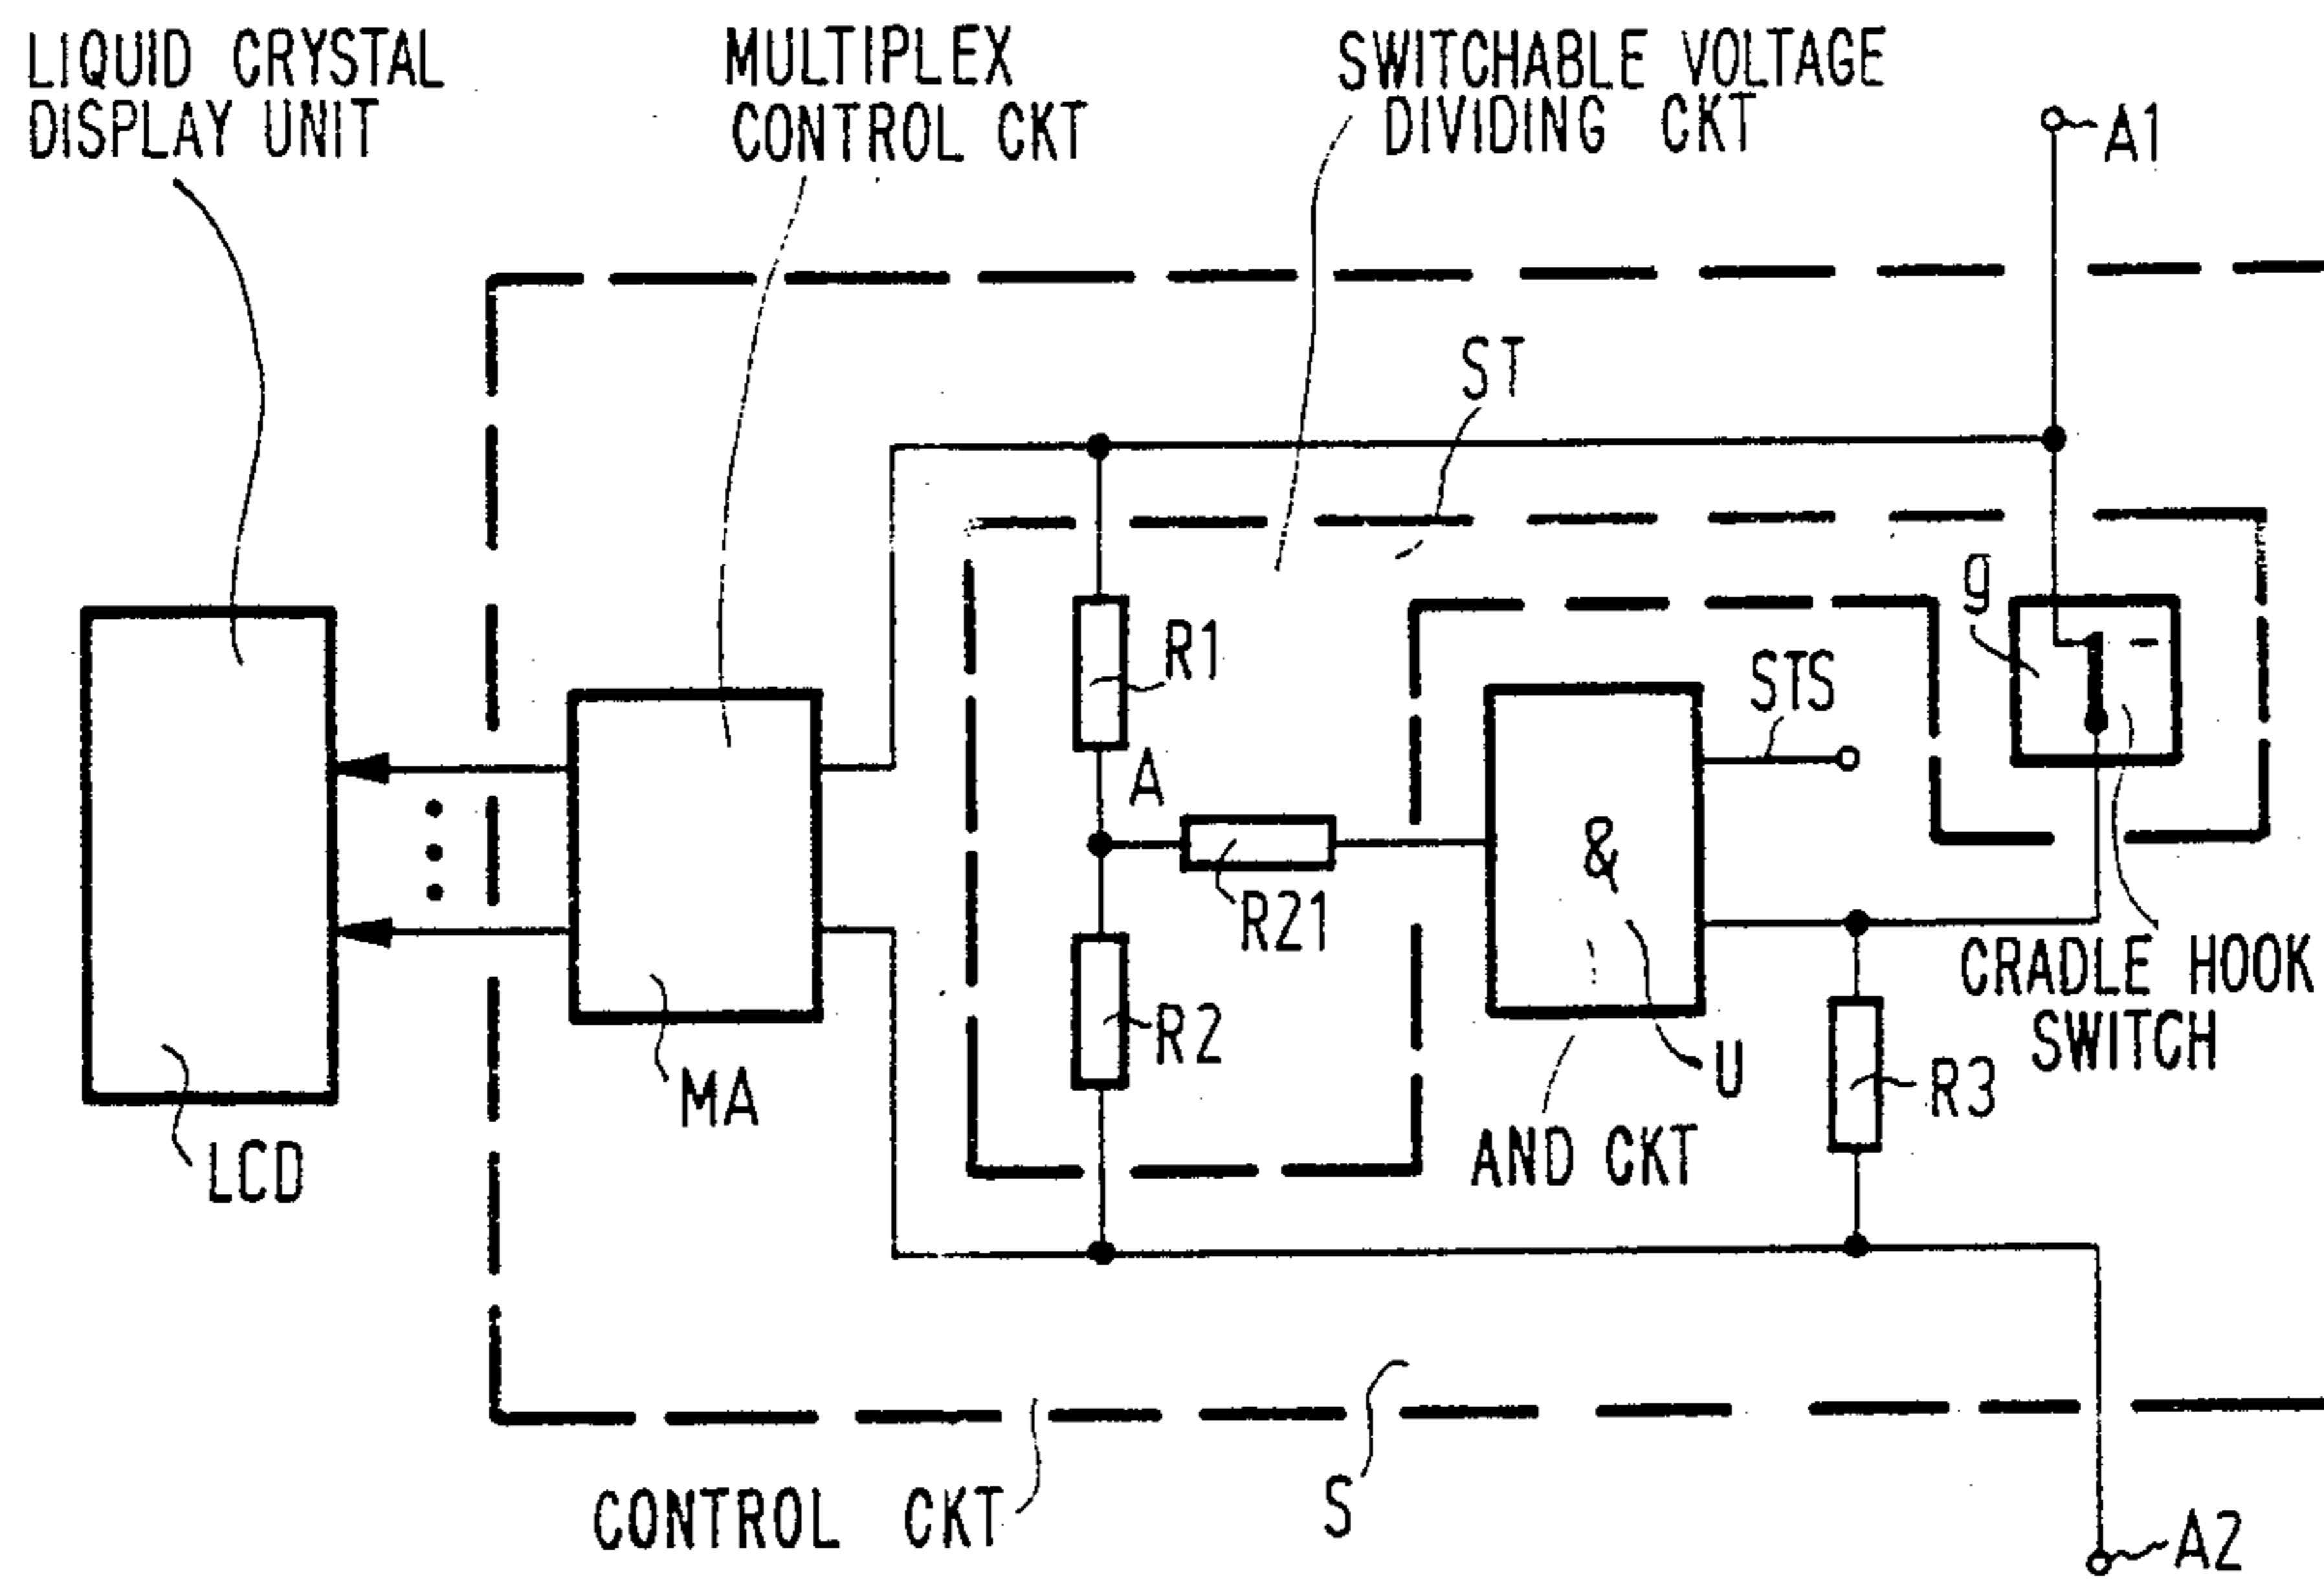 LIQUID CRYSTAL
DISPLAY UNIT
MULTIPLEX
CONTROL CKT
SWITCHABLE VOLTAGE
DIVIDING CKT
A1
ST
g
R1
STS
A
&
R21
CRADLE HOOK
SWITCH
R2
U
R3
MA
AND CKT
LCD
CONTROL CKT
S
A2